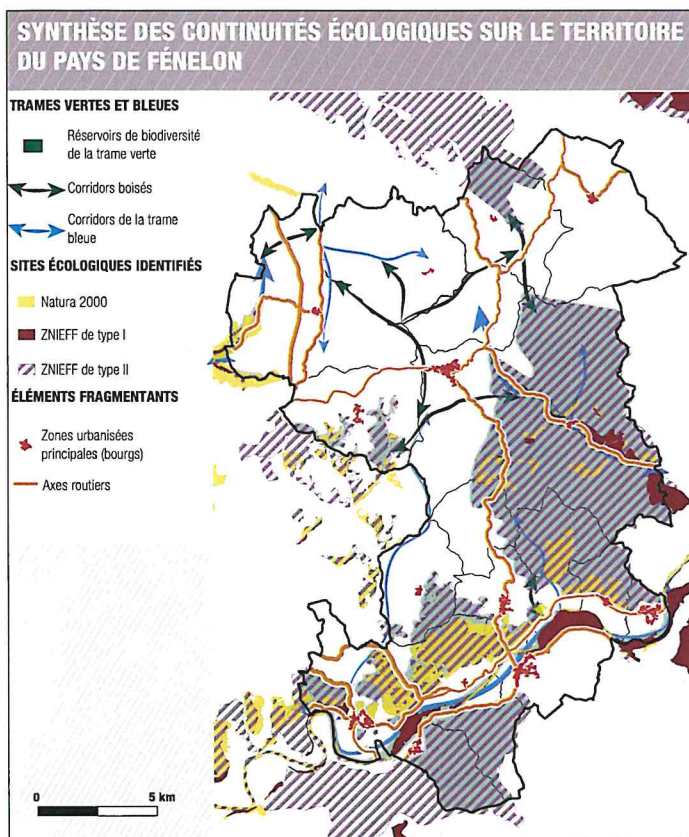 SYNTHÈSE DES CONTINUITÉS ÉCOLOGIQUES SUR LE TERRITOIRE
DU PAYS DE FÉNELON
TRAMES VERTES ET BLEUES
Réservoirs de biodiversité
de la trame verte
Corridors boisés
Corridors de la trame
bleue
SITES ÉCOLOGIQUES IDENTIFIÉS
Natura 2000
ZNIEFF de type I
ZNIEFF de type II
ÉLÉMENTS FRAGMENTANTS
Zones urbanisées
principales (bourgs)
Axes routiers
0 5 km